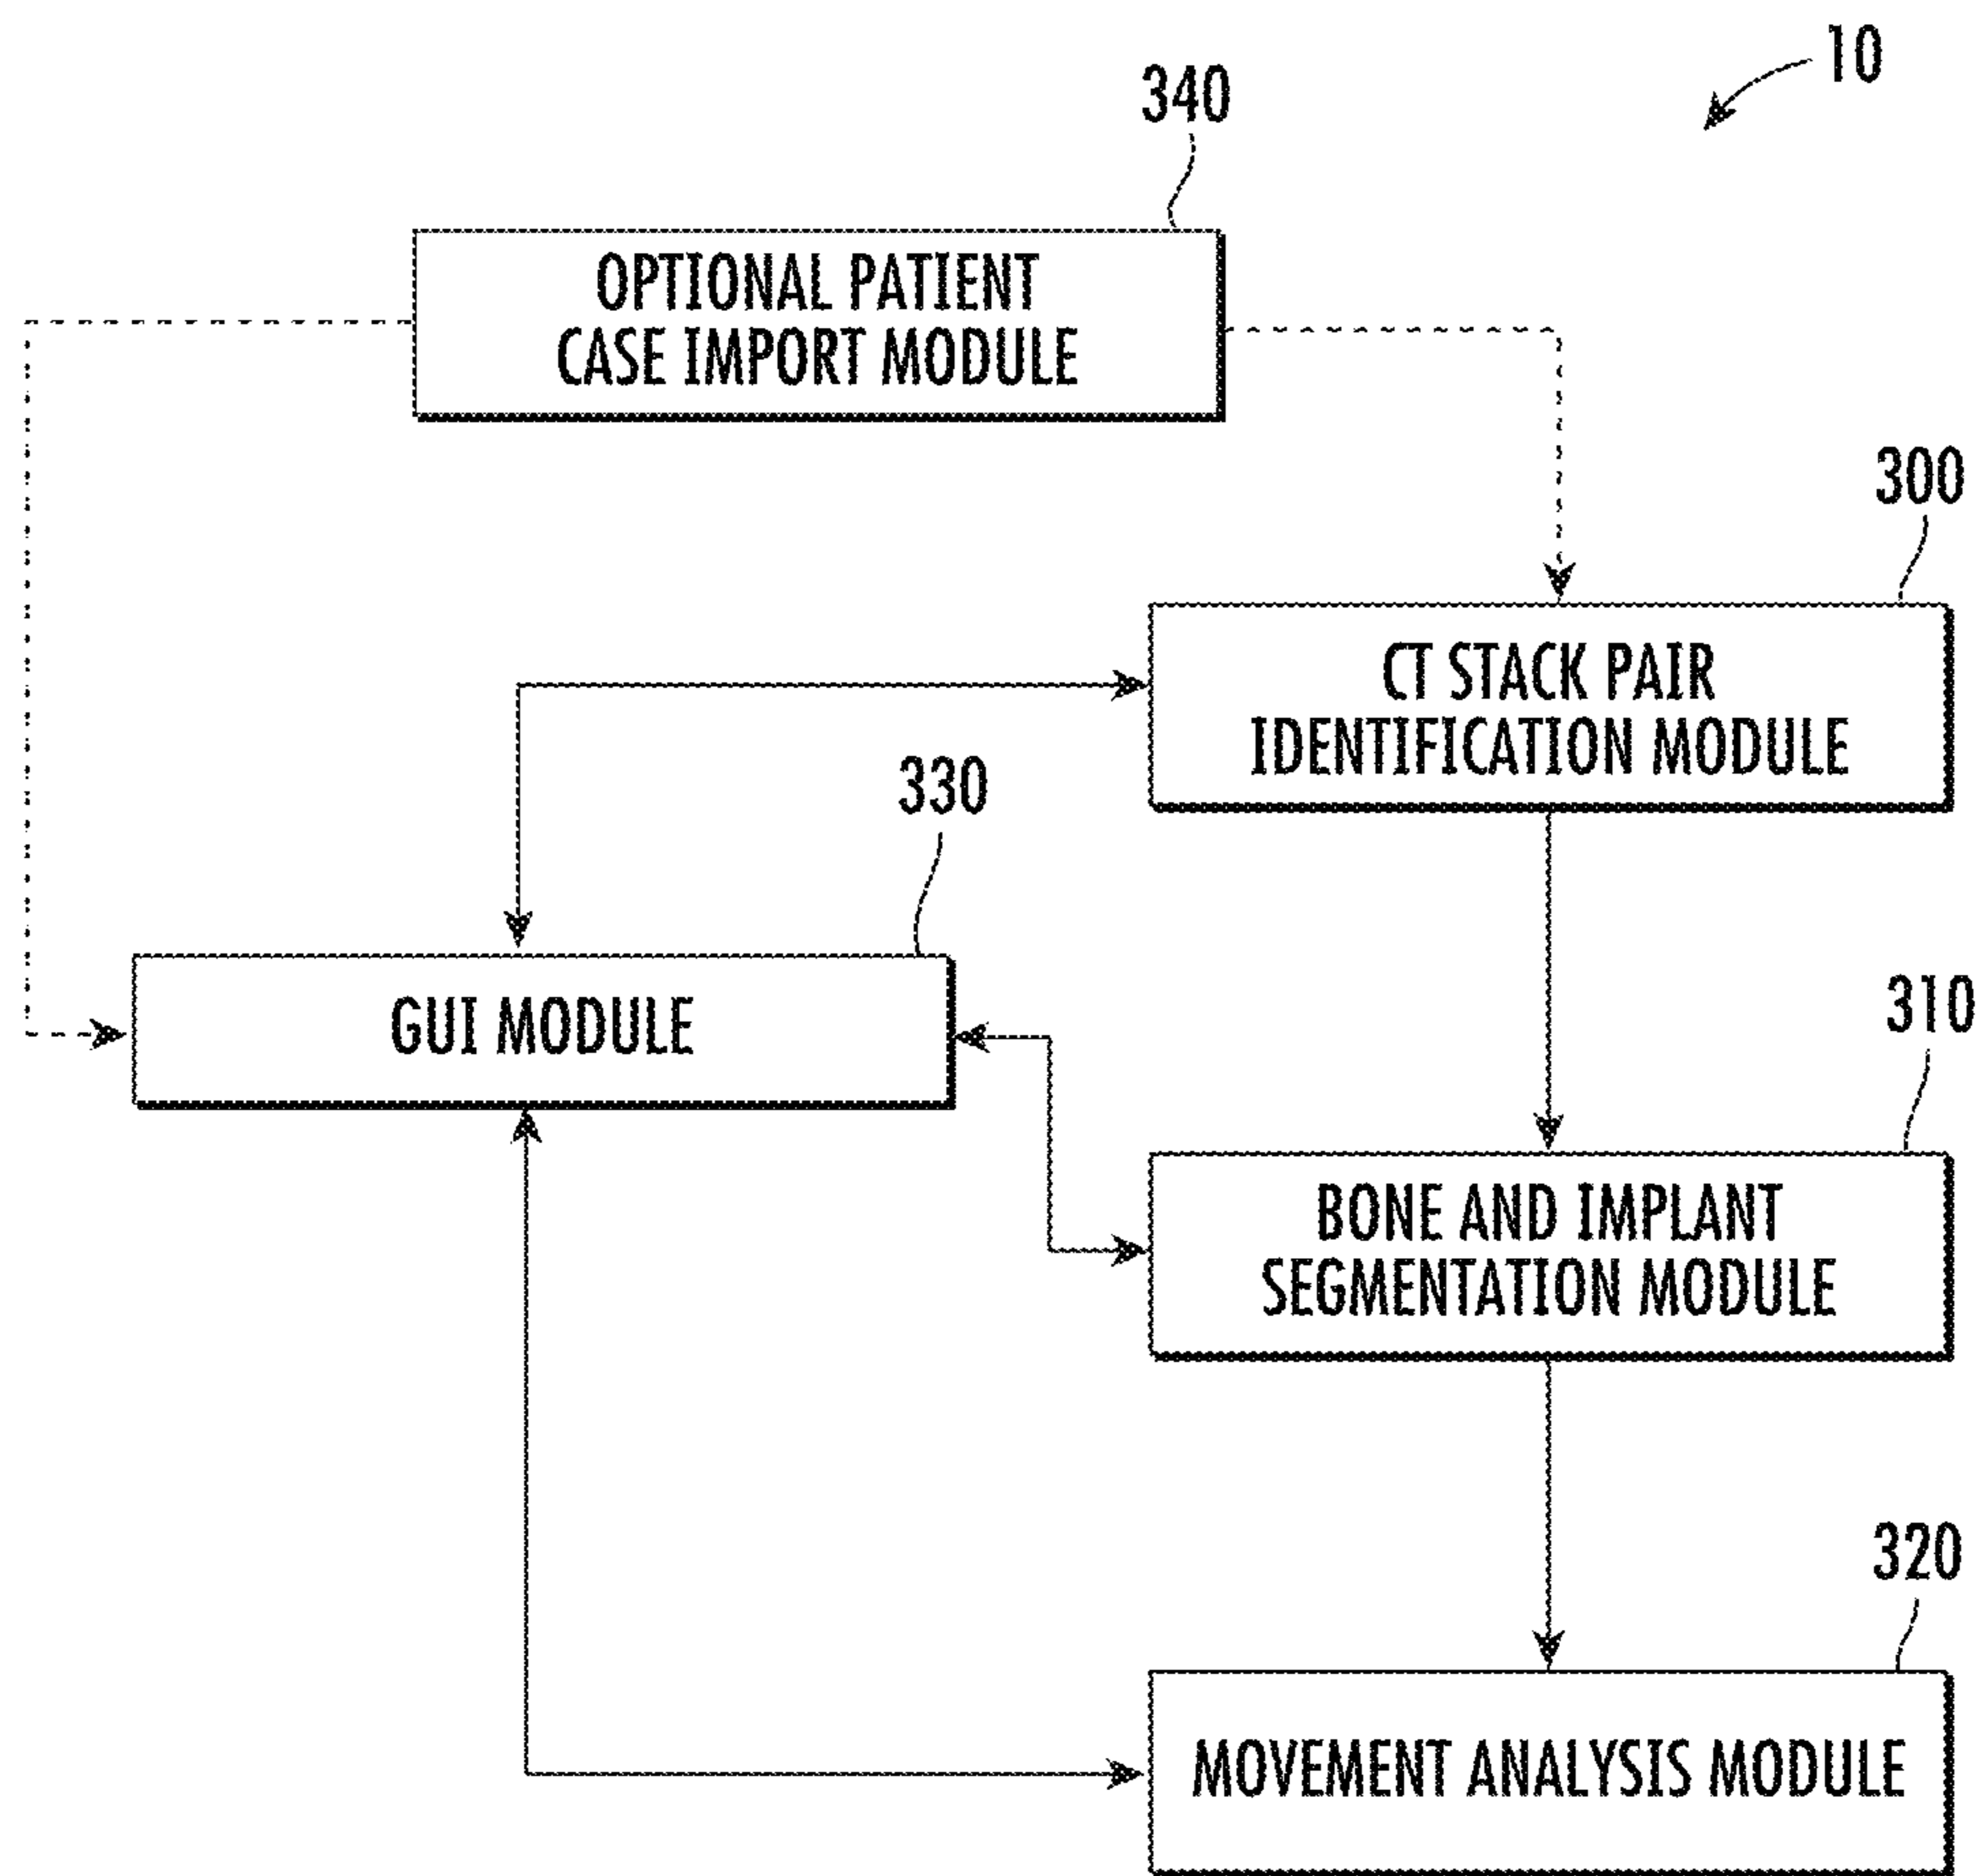 10
340
OPTIONAL PATIENT
CASE IMPORT MODULE
300
CT STACK PAIR
IDENTIFICATION MODULE
330
GUI MODULE
310
BONE AND IMPLANT
SEGMENTATION MODULE
320
MOVEMENT ANALYSIS MODULE